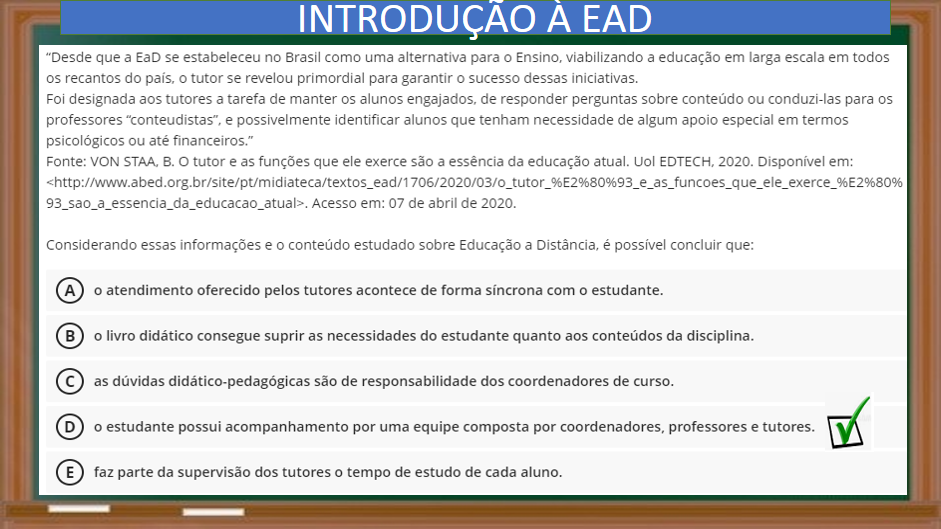 INTRODUÇÃO À EAD
“Desde que a EaD se estabeleceu no Brasil como uma alternativa para o Ensino, viabilizando a educação em larga escala em todos
os recantos do país, o tutor se revelou primordial para garantir o sucesso dessas iniciativas.
Foi designada aos tutores a tarefa de manter os alunos engajados, de responder perguntas sobre conteúdo ou conduzi-las para os
professores “conteudistas”, e possivelmente identificar alunos que tenham necessidade de algum apoio especial em termos
psicológicos ou até financeiros.”
Fonte: VON STAA, B. O tutor e as funções que ele exerce são a essência da educação atual. Uol EDTECH, 2020. Disponível em:
<http://www.abed.org.br/site/pt/midiateca/textos_ead/1706/2020/03/o_tutor_%E2%80%93_e_as_funcoes_que_ele_exerce_%E2%80%
93_sao_a_essencia_da_educacao_atual>. Acesso em: 07 de abril de 2020.
Considerando essas informações e o conteúdo estudado sobre Educação a Distância, é possível concluir que:
A o atendimento oferecido pelos tutores acontece de forma síncrona com o estudante.
B o livro didático consegue suprir as necessidades do estudante quanto aos conteúdos da disciplina.
C as dúvidas didático-pedagógicas são de responsabilidade dos coordenadores de curso.
D o estudante possui acompanhamento por uma equipe composta por coordenadores, professores e tutores.
E faz parte da supervisão dos tutores o tempo de estudo de cada aluno.